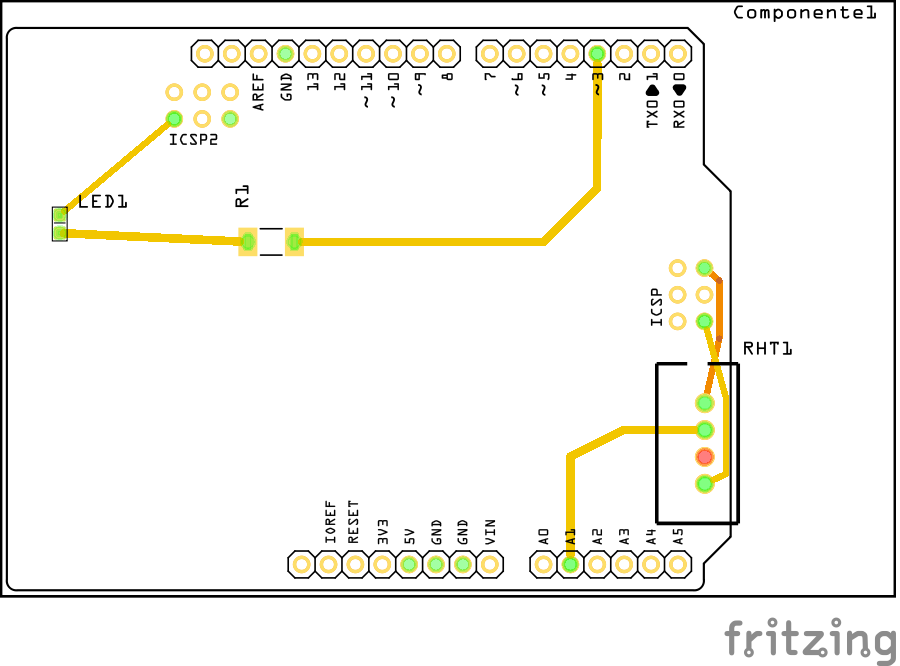 Componente1
AREF
GND
13
12
~11
~10
~9
8
7
~6
~5
4
~3
2
TX0▶1
RX0◀0
ICSP2
LED1
R1
ICSP
RHT1
IOREF
RESET
3V3
5V
GND
GND
VIN
A0
A1
A2
A3
A4
A5
fritzing